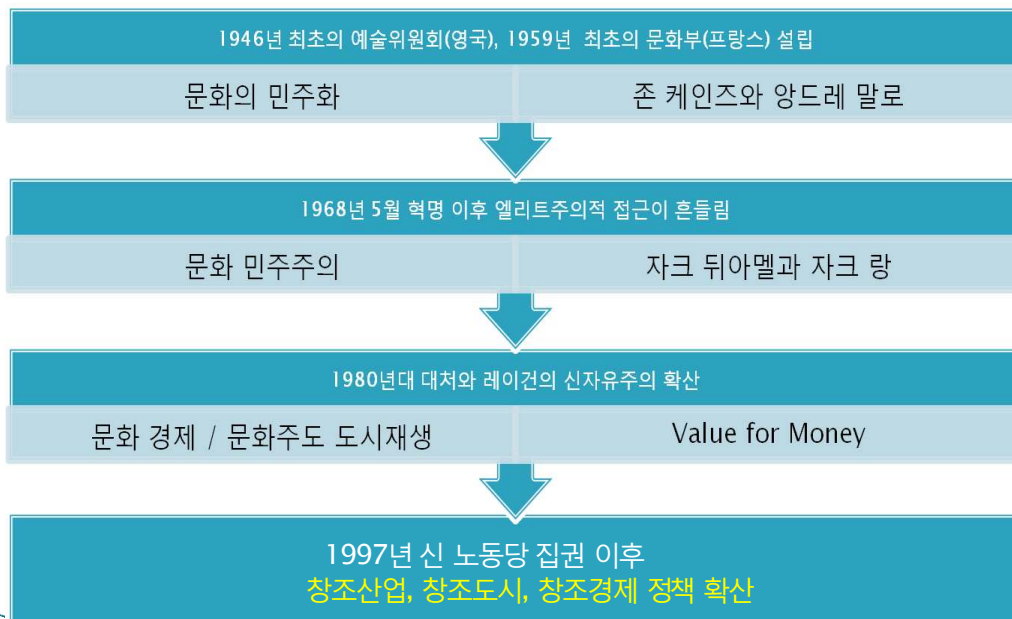 1946년 최초의 예술위원회(영국), 1959년 최초의 문화부(프랑스) 설립
문화의 민주화
존 케인즈와 앙드레 말로
1968년 5월 혁명 이후 엘리트주의적 접근이 흔들림
문화 민주주의
자크 뒤아멜과 자크 랑
1980년대 대처와 레이건의 신자유주의 확산
문화 경제 / 문화주도 도시재생
Value for Money
1997년 신 노동당 집권 이후
창조산업, 창조도시, 창조경제 정책 확산